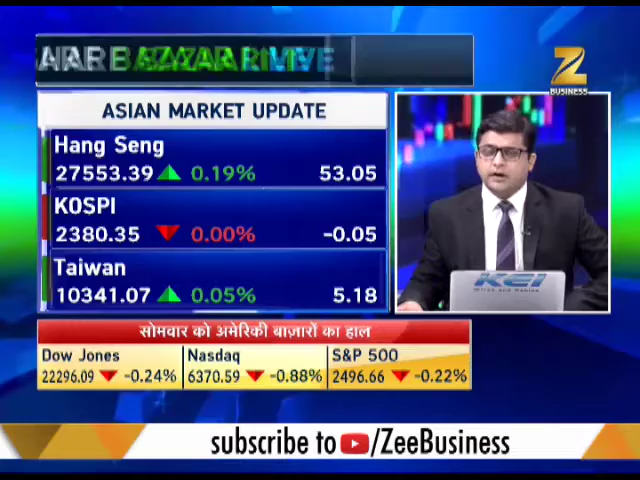 Z
BUSINESS
ASIAN MARKET UPDATE
Hang Seng
27553.39 0.19% 53.05
KOSPI
2380.35 0.00% -0.05
Taiwan
10341.07 0.05% 5.18
KEI
सोमवार को अमेरिकी बाज़ारों का हाल
Dow Jones Nasdaq S&P 500
22296.09 -0.24% 6370.59 -0.88% 2496.66 -0.22%
subscribe to /ZeeBusiness